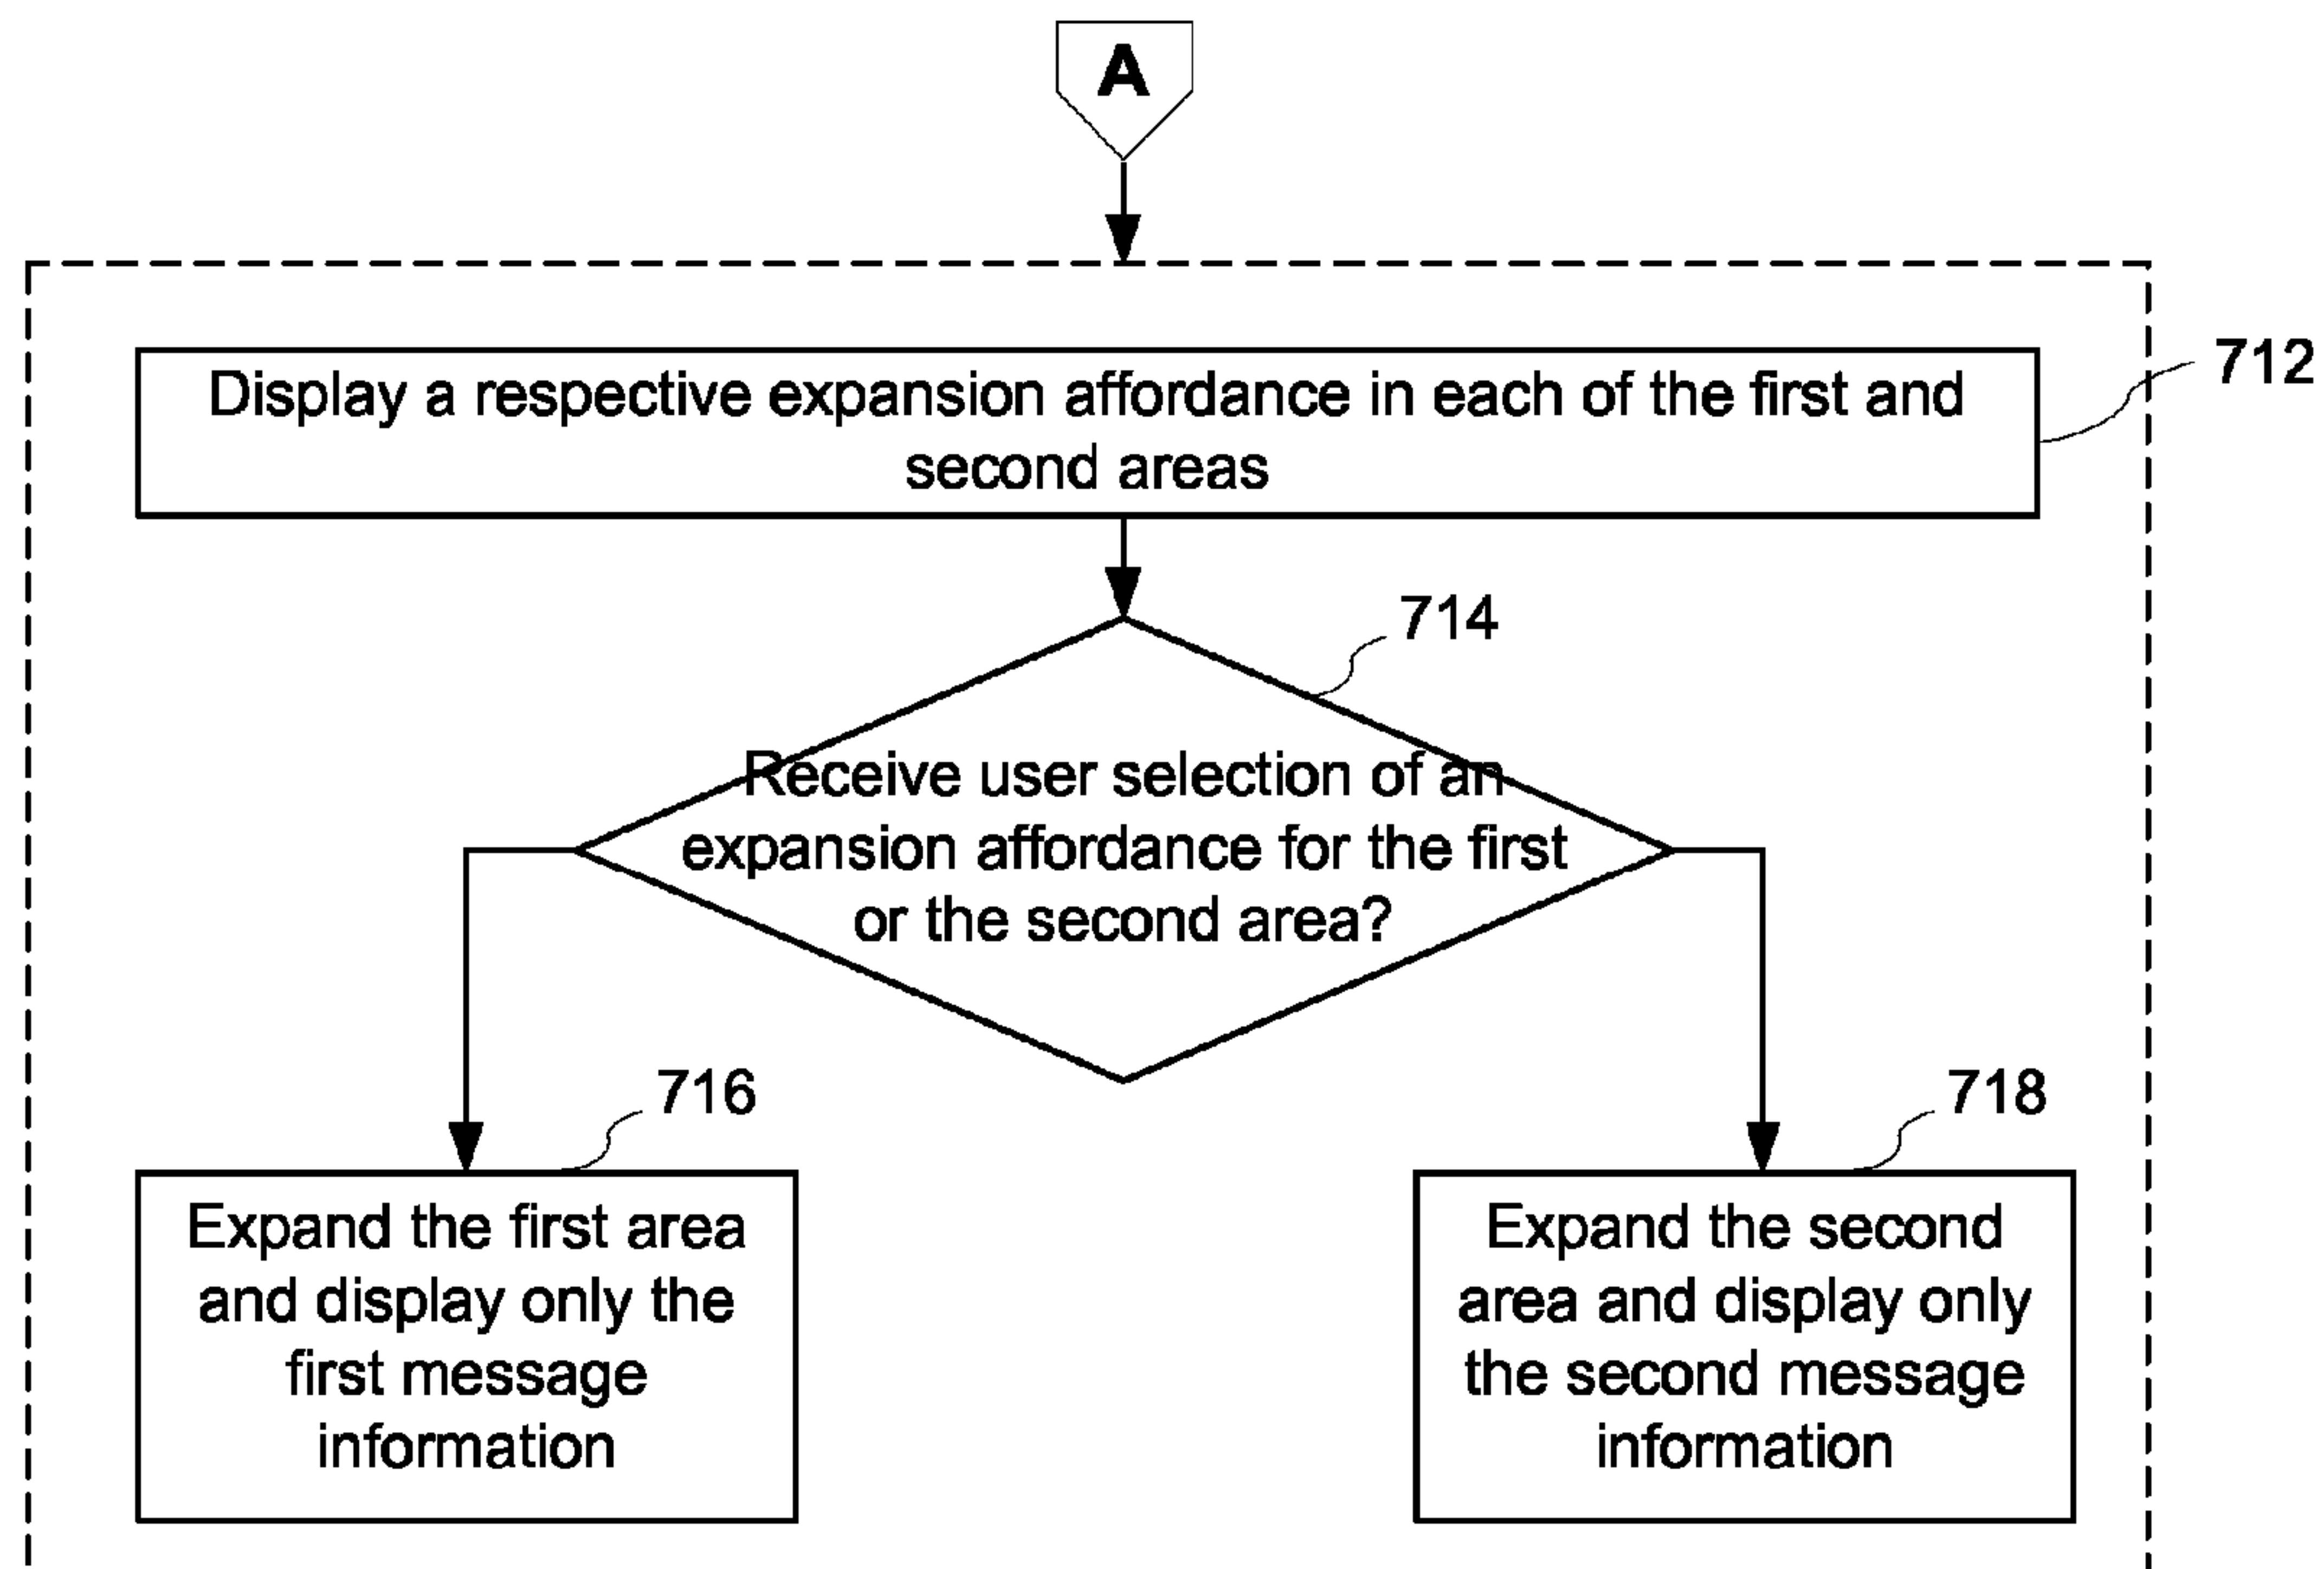 A
Display a respective expansion affordance in each of the first and
second areas
712
714
Receive user selection of an
expansion affordance for the first
or the second area?
716
Expand the first area
and display only the
first message
information
718
Expand the second
area and display only
the second message
information